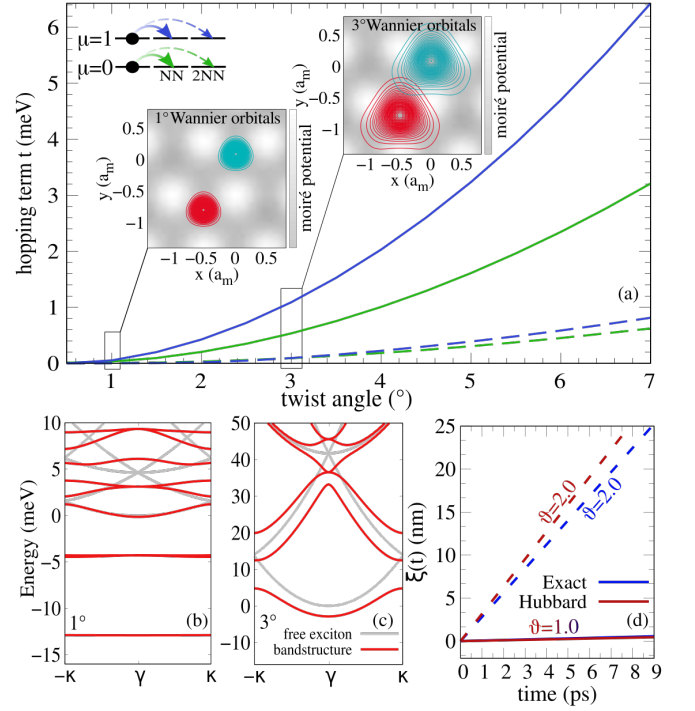 6
5
4
3
2
1
0
hopping term t (meV)
μ=1
μ=0
NN 2NN
1° Wannier orbitals
0.5
0
−0.5
−1
y (aₘ)
−1 −0.5 0 0.5
x (aₘ)
moiré potential
3° Wannier orbitals
0.5
0
−0.5
−1
y (aₘ)
−1 −0.5 0 0.5
x (aₘ)
moiré potential
(a)
1 2 3 4 5 6 7
twist angle (°)
10
5
0
−5
−10
−15
Energy (meV)
1°
(b)
−κ γ κ
50
40
30
20
10
0
−10
3°
(c)
free exciton
bandstructure
−κ γ κ
25
20
15
10
5
0
ξ(t) (nm)
ϑ=2.0
ϑ=2.0
Exact
Hubbard
ϑ=1.0
(d)
0 1 2 3 4 5 6 7 8 9
time (ps)